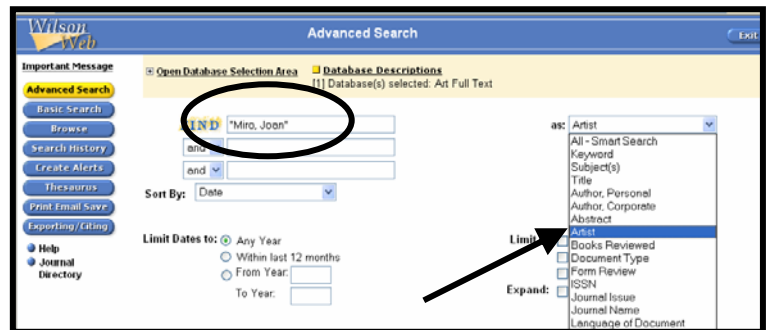 Wilson
Web
Advanced Search
Exit
Important Message
Advanced Search
Basic Search
Browse
Search History
Create Alerts
Thesaurus
Print Email Save
Exporting/Citing
Help
Journal
Directory
Open Database Selection Area Database Descriptions
[1] Database(s) selected: Art Full Text
FIND "Miro, Joan" as: Artist
and
and
Sort By: Date
All - Smart Search
Keyword
Subject(s)
Title
Author, Personal
Author, Corporate
Abstract
Artist
Books Reviewed
Document Type
Form Review
ISSN
Journal Issue
Journal Name
Language of Document
Limit Dates to: Any Year
Within last 12 months
From Year:
To Year:
Limit
Expand: